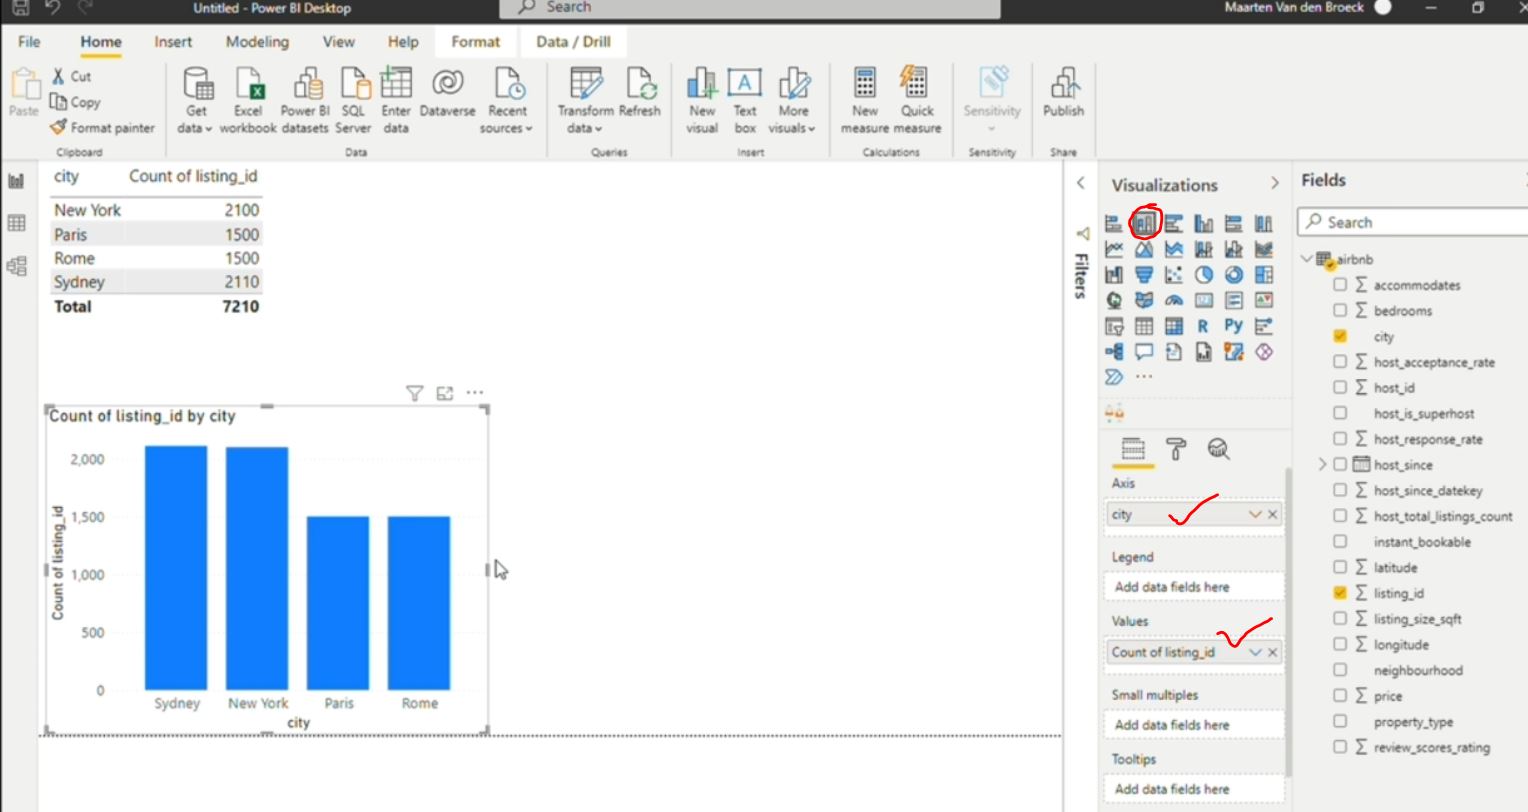 Untitled - Power BI Desktop
Search
Maarten Van den Broeck
File Home Insert Modeling View Help Format Data / Drill
Paste
Cut
Copy
Format painter
Clipboard
Get data
Excel workbook
Power BI datasets
SQL Server
Enter data
Dataverse
Recent sources
Data
Transform data
Refresh
Queries
New visual
Text box
More visuals
Insert
New measure
Quick measure
Calculations
Sensitivity
Sensitivity
Publish
Share
city Count of listing_id
New York 2100
Paris 1500
Rome 1500
Sydney 2110
Total 7210
Count of listing_id by city
Count of listing_id
2,000
1,500
1,000
500
0
Sydney New York Paris Rome
city
Filters
Visualizations
R Py
123
Axis
city
Legend
Add data fields here
Values
Count of listing_id
Small multiples
Add data fields here
Tooltips
Add data fields here
Fields
Search
airbnb
accommodates
bedrooms
city
host_acceptance_rate
host_id
host_is_superhost
host_response_rate
host_since
host_since_datekey
host_total_listings_count
instant_bookable
latitude
listing_id
listing_size_sqft
longitude
neighbourhood
price
property_type
review_scores_rating